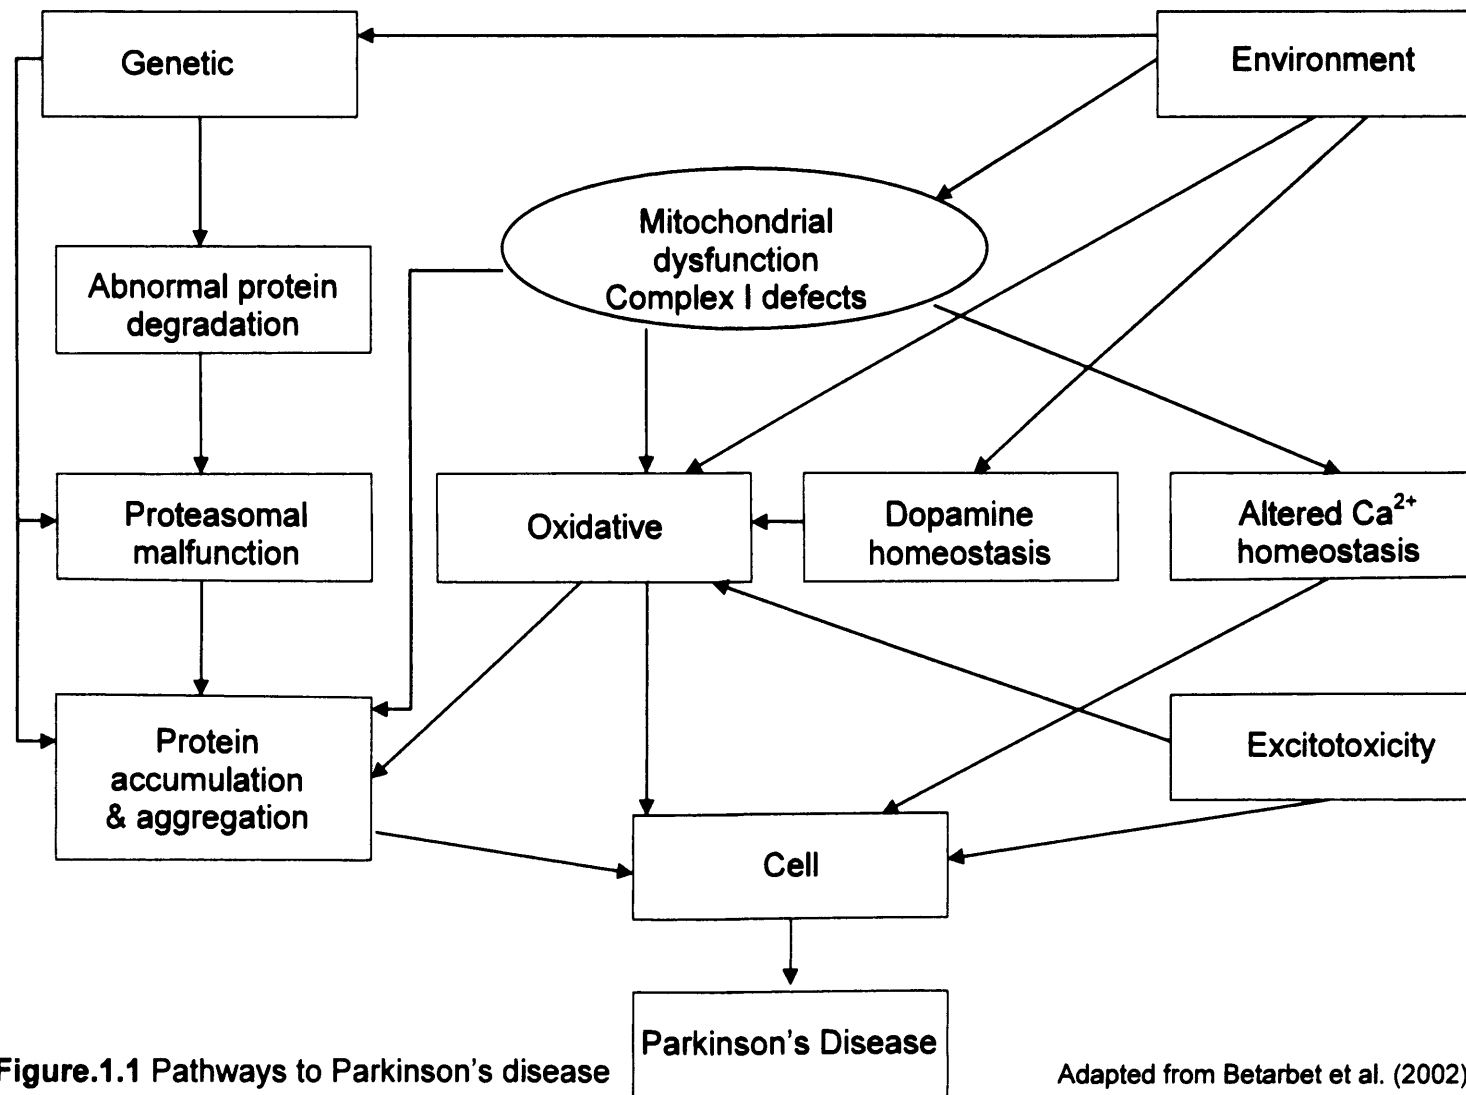 Genetic
Environment
Mitochondrial
dysfunction
Complex I defects
Abnormal protein
degradation
Proteasomal
malfunction
Oxidative
Dopamine
homeostasis
Altered Ca²⁺
homeostasis
Protein
accumulation
& aggregation
Excitotoxicity
Cell
Parkinson's Disease
Figure.1.1 Pathways to Parkinson's disease
Adapted from Betarbet et al. (2002)